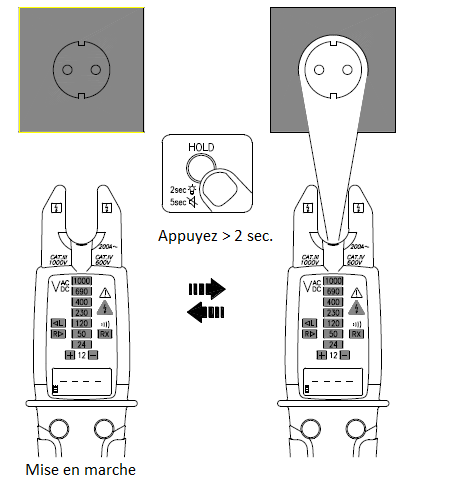 HOLD
2sec
5sec
Appuyez > 2 sec.
200A~
CAT.III
1000V
CAT.IV
600V
V AC
DC
1000
690
400
230
120
50
24
+ 12 −
◁L
R▷
RX
– – – –
200A~
CAT.III
1000V
CAT.IV
600V
V AC
DC
1000
690
400
230
120
50
24
+ 12 −
◁L
R▷
RX
– – – –
Mise en marche